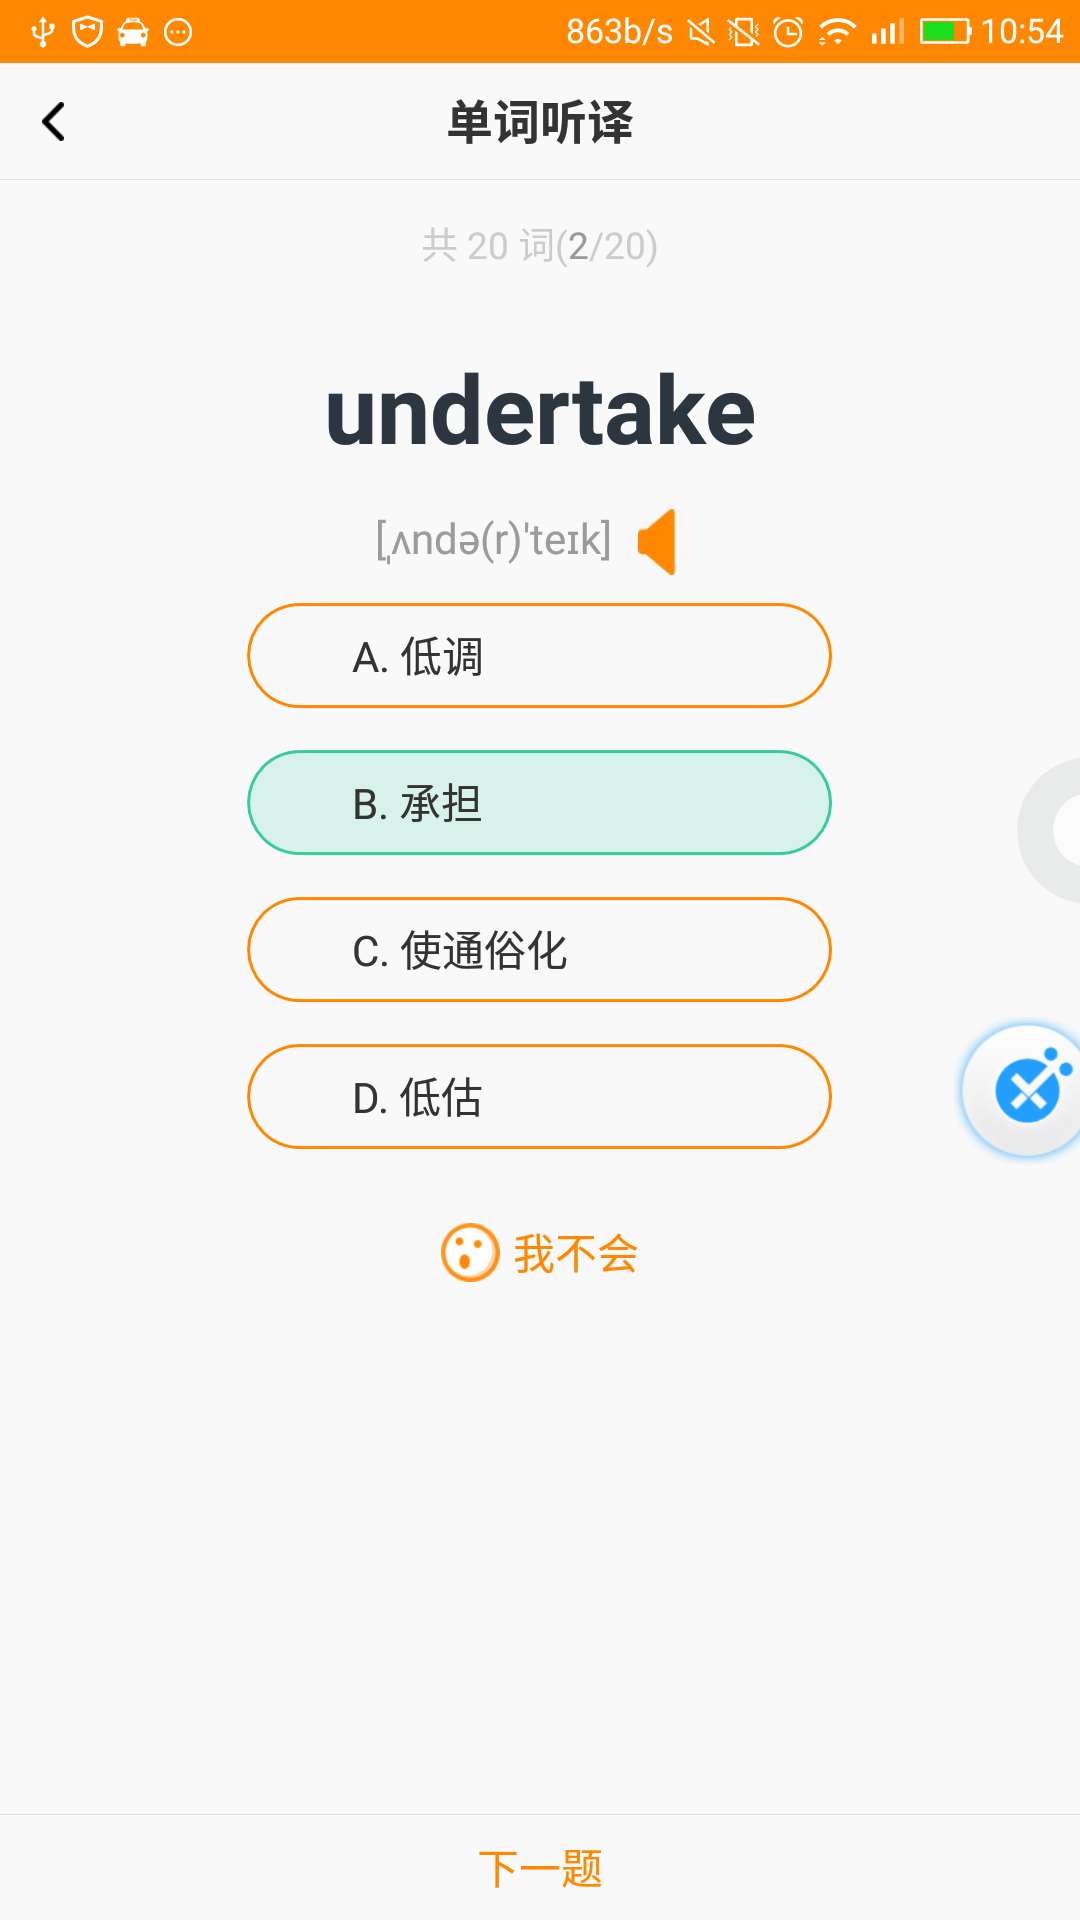 863b/s 10:54
单词听译
共 20 词(2/20)
undertake
[ˌʌndə(r)'teɪk]
A. 低调
B. 承担
C. 使通俗化
D. 低估
我不会
下一题